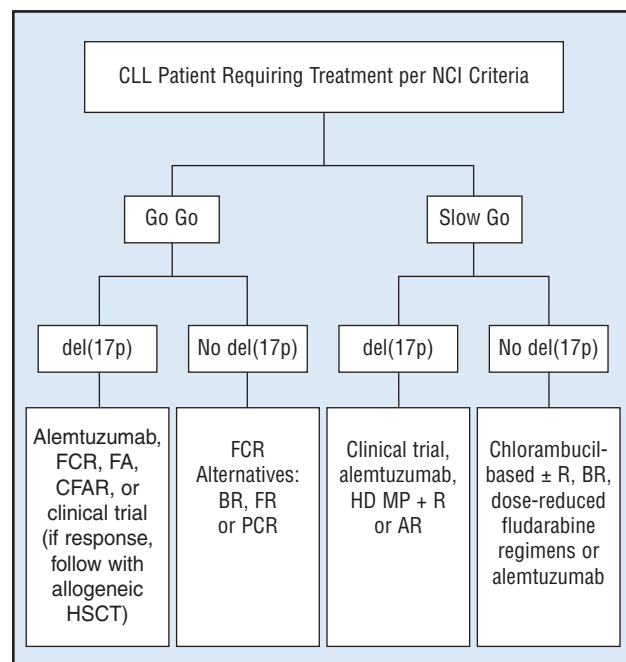 CLL Patient Requiring Treatment per NCI Criteria
Go Go
Slow Go
del(17p)
No del(17p)
del(17p)
No del(17p)
Alemtuzumab,
FCR, FA,
CFAR, or
clinical trial
(if response,
follow with
allogeneic
HSCT)
FCR
Alternatives:
BR, FR
or PCR
Clinical trial,
alemtuzumab,
HD MP + R
or AR
Chlorambucil-
based ± R, BR,
dose-reduced
fludarabine
regimens or
alemtuzumab